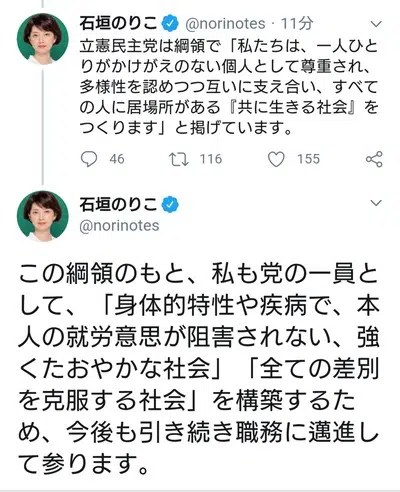 石垣のりこ @norinotes・11分
立憲民主党は綱領で「私たちは、一人ひと
りがかけがえのない個人として尊重され、
多様性を認めつつ互いに支え合い、すべて
の人に居場所がある『共に生きる社会』を
つくります」と掲げています。
46 116 155
石垣のりこ
@norinotes
この綱領のもと、私も党の一員と
して、「身体的特性や疾病で、本
人の就労意思が阻害されない、強
くたおやかな社会」「全ての差別
を克服する社会」を構築するた
め、今後も引き続き職務に邁進し
て参ります。